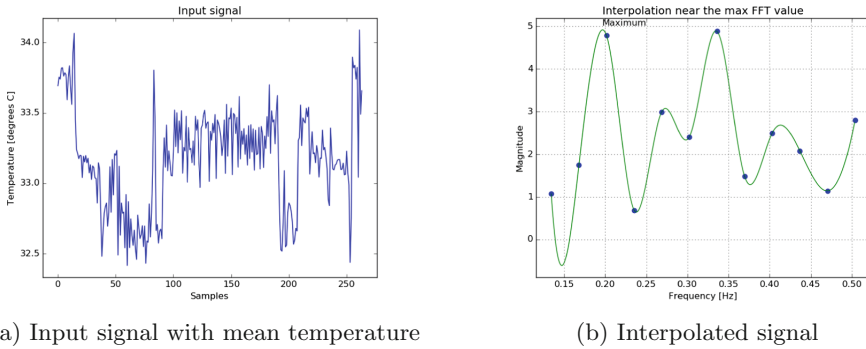 Input signal
34.0
33.5
33.0
32.5
0
50
100
150
200
250
Temperature [degrees C]
Samples
Interpolation near the max FFT value
Maximum
5
4
3
2
1
0
0.15
0.20
0.25
0.30
0.35
0.40
0.45
0.50
Magnitude
Frequency [Hz]
a) Input signal with mean temperature
(b) Interpolated signal